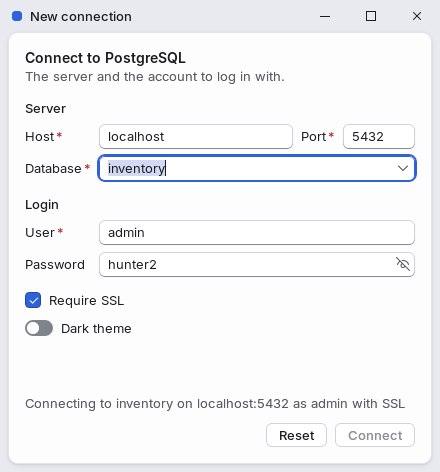 New connection
Connect to PostgreSQL
The server and the account to log in with.
Server
Host* localhost Port* 5432
Database* inventory
Login
User* admin
Password hunter2
Require SSL
Dark theme
Connecting to inventory on localhost:5432 as admin with SSL
Reset Connect